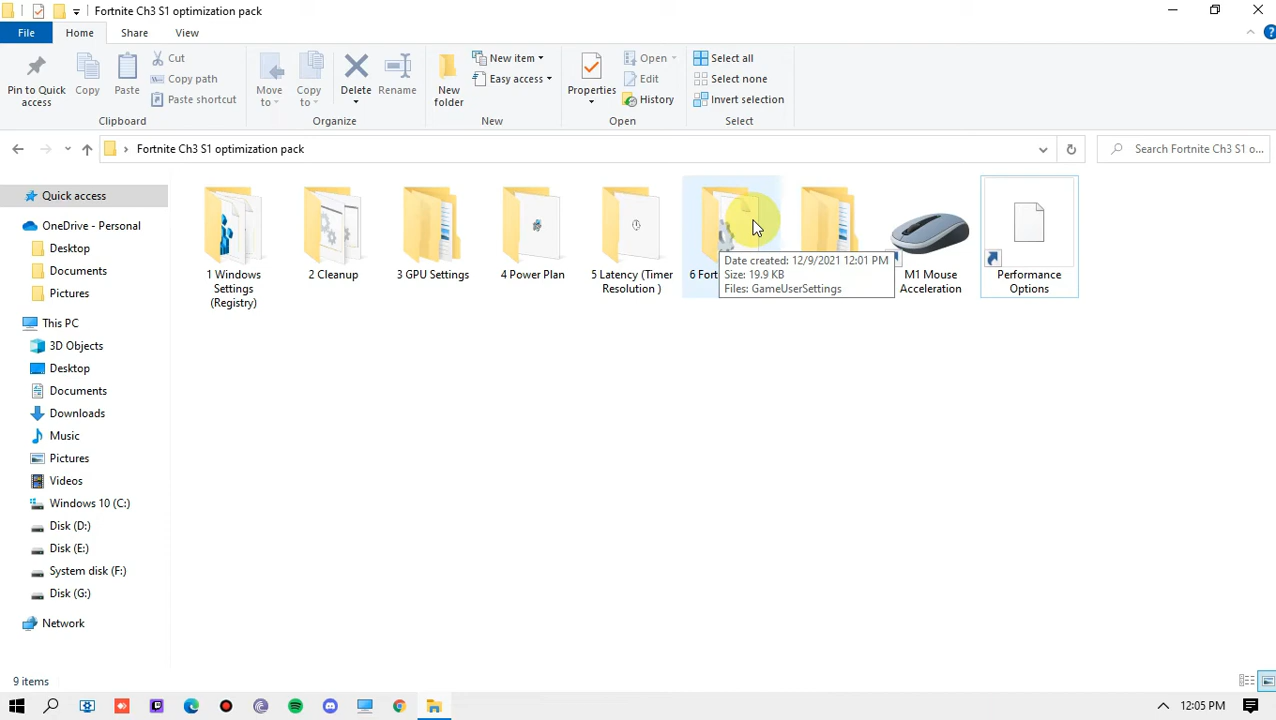 Fortnite Ch3 S1 optimization pack
File
Home
Share
View
Pin to Quick
access
Copy
Paste
Cut
Copy path
Paste shortcut
Clipboard
Move
to
Copy
to
Delete
Rename
Organize
New
folder
New item
Easy access
New
Properties
Open
Edit
History
Open
Select all
Select none
Invert selection
Select
Fortnite Ch3 S1 optimization pack
Search Fortnite Ch3 S1 o...
Quick access
OneDrive - Personal
Desktop
Documents
Pictures
This PC
3D Objects
Desktop
Documents
Downloads
Music
Pictures
Videos
Windows 10 (C:)
Disk (D:)
Disk (E:)
System disk (F:)
Disk (G:)
Network
1 Windows
Settings
(Registry)
2 Cleanup
3 GPU Settings
4 Power Plan
5 Latency (Timer
Resolution )
6 Fort
Date created: 12/9/2021 12:01 PM
Size: 19.9 KB
Files: GameUserSettings
M1 Mouse
Acceleration
Performance
Options
9 items
12:05 PM